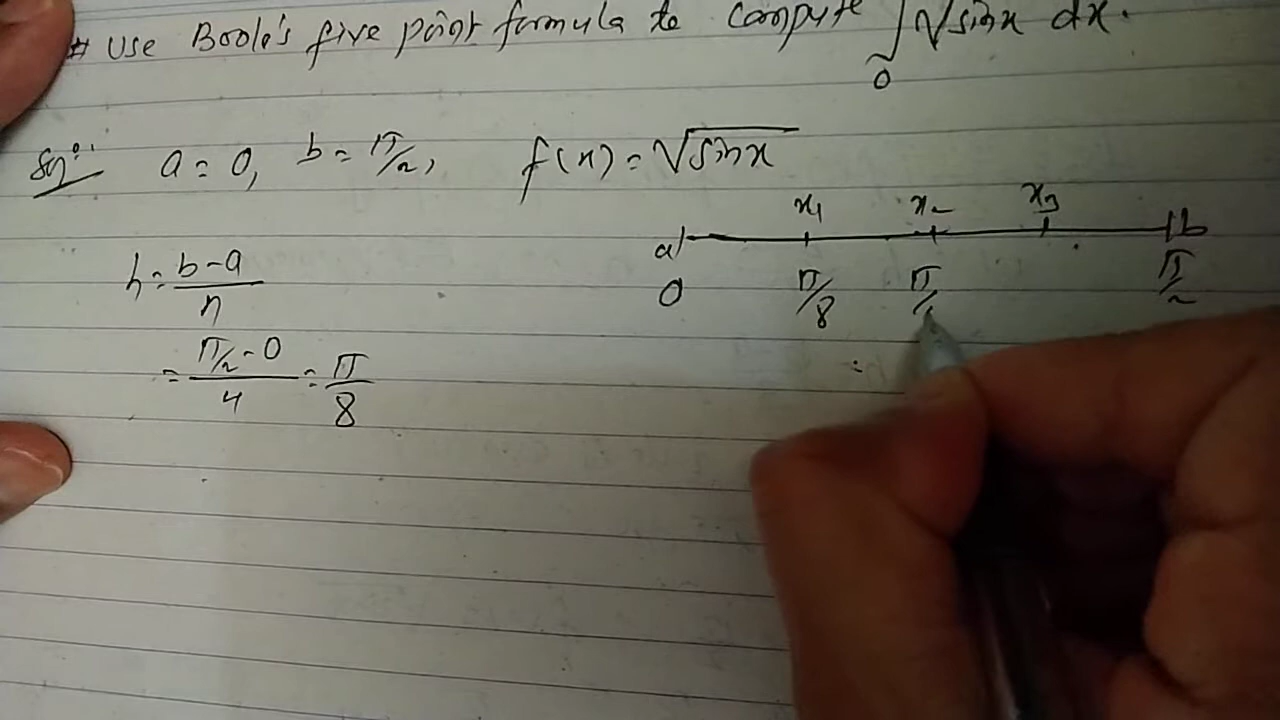 # Use Boole's five point formula to compute ∫₀ √sinx dx.
Solⁿ: a = 0, b = π/2, f(x) = √sinx
x₁ x₂ x₃
a b
h = (b-a)/n
0 π/8 π/ π/2
= (π/2 - 0)/4 = π/8